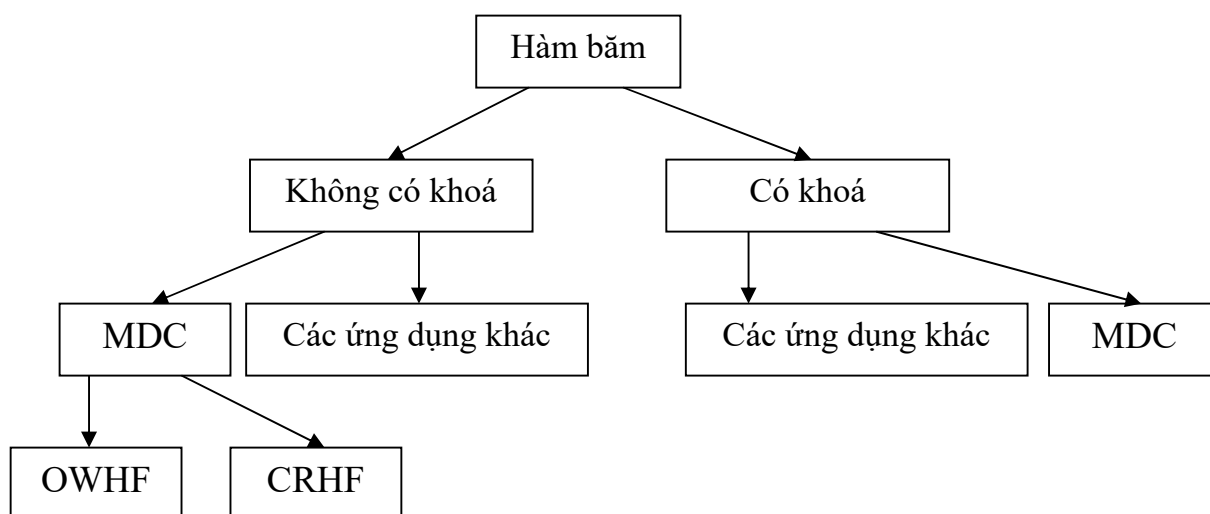 Hàm băm
Không có khoá
Có khoá
MDC
Các ứng dụng khác
Các ứng dụng khác
MDC
OWHF
CRHF